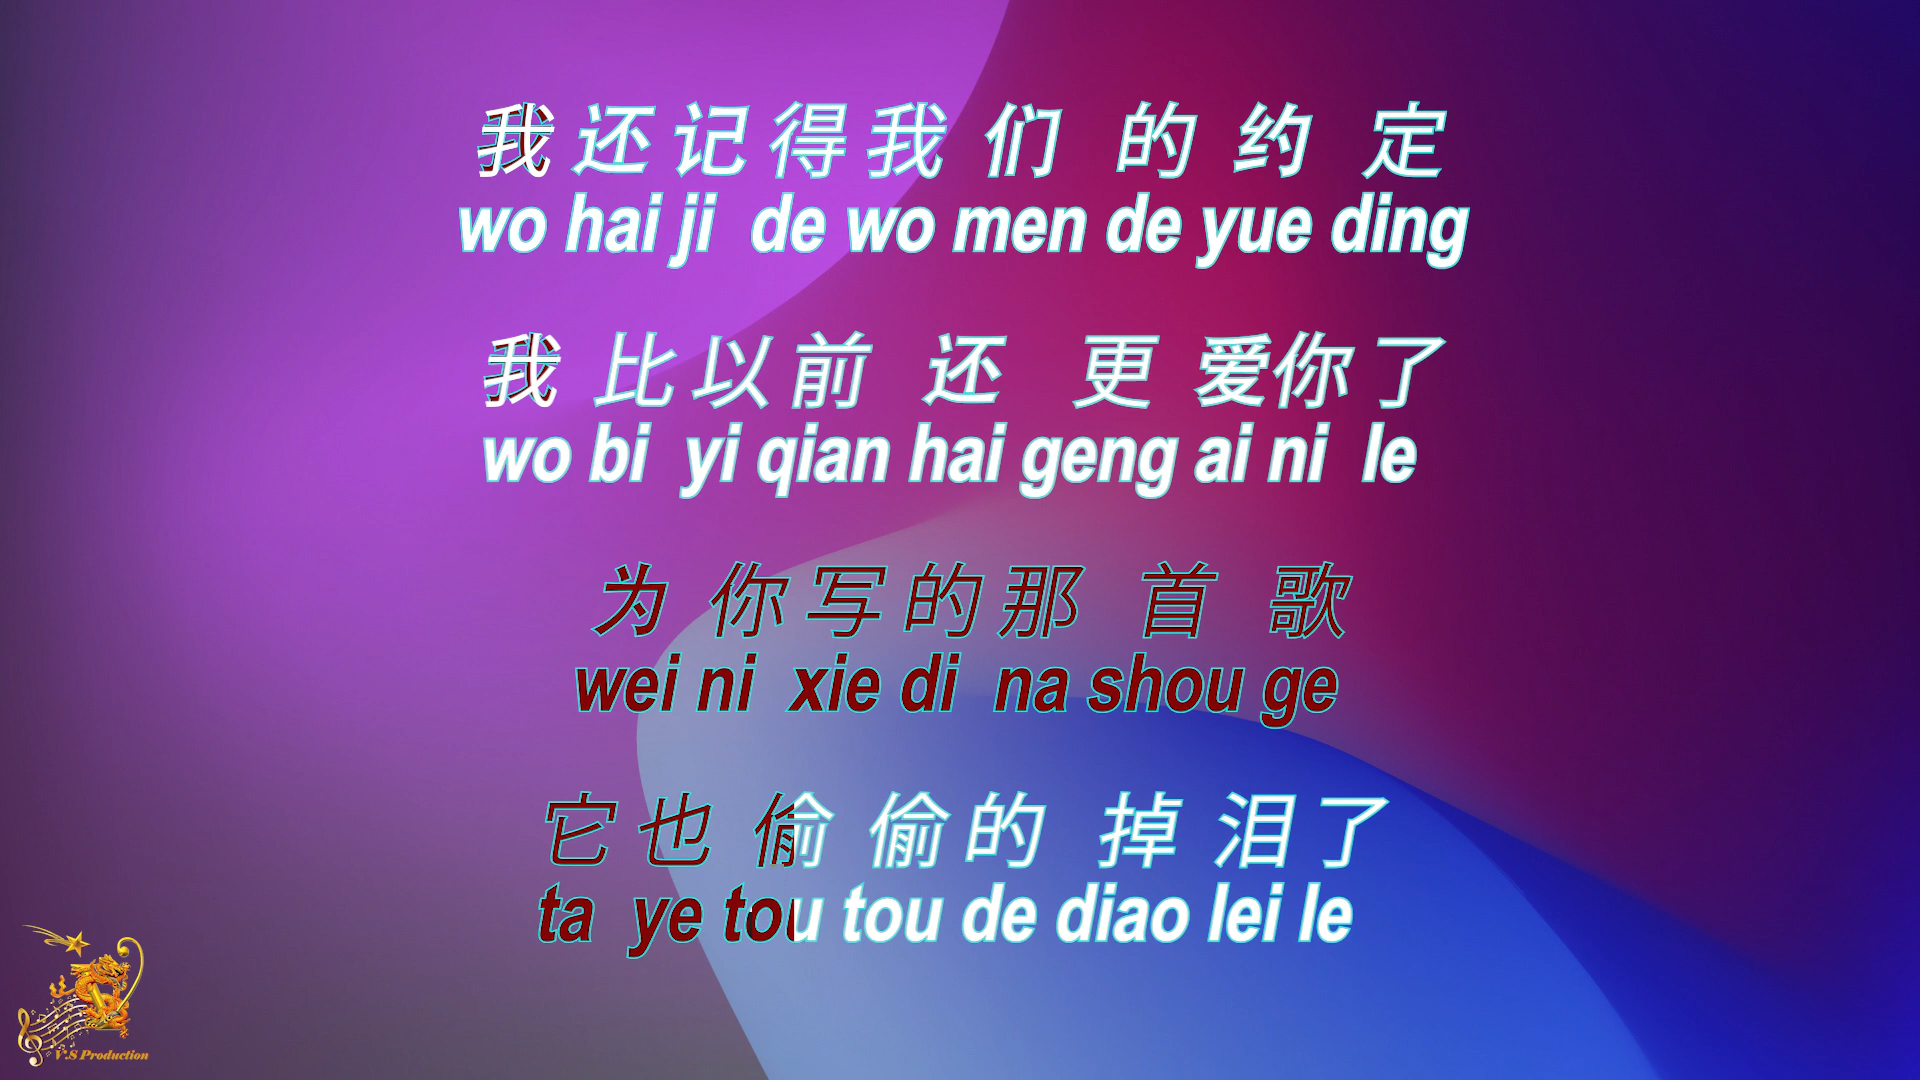 我还记得我们的约定
wo hai ji de wo men de yue ding
我比以前还更爱你了
wo bi yi qian hai geng ai ni le
为你写的那首歌
wei ni xie di na shou ge
它也偷偷的掉泪了
ta ye tou tou de diao lei le
V.S Production